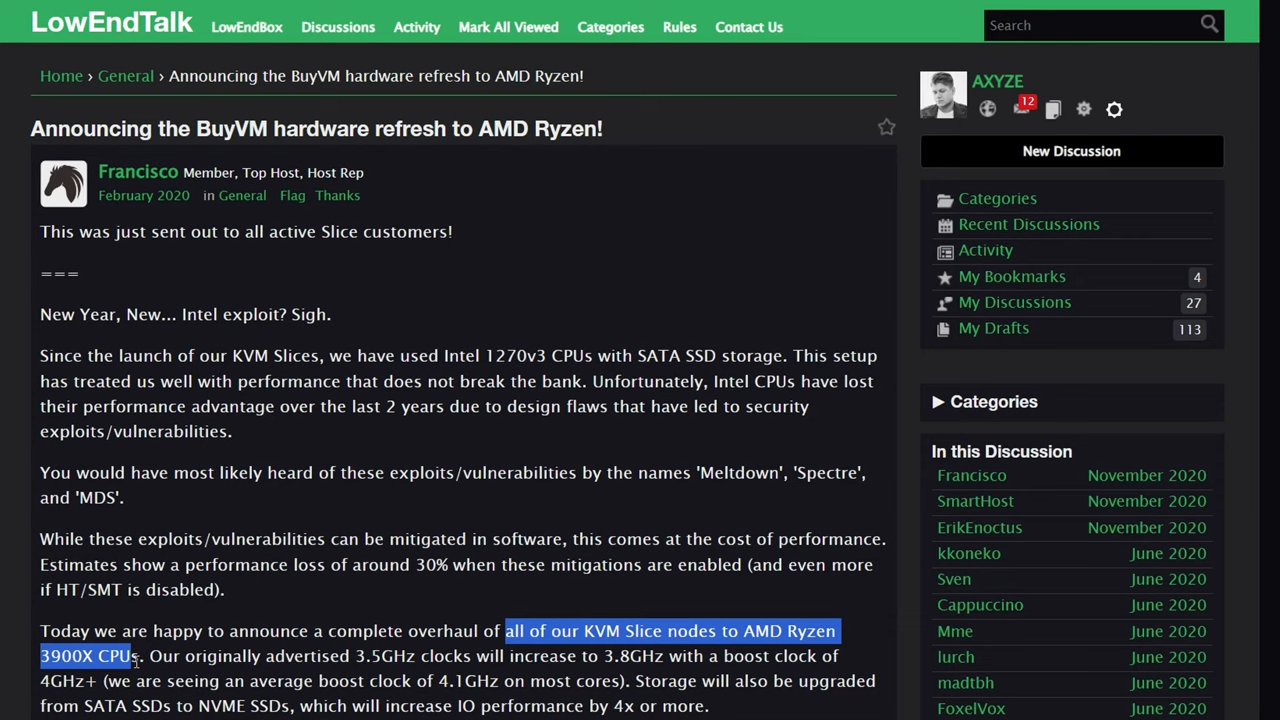 LowEndTalk
LowEndBox Discussions Activity Mark All Viewed Categories Rules Contact Us
Search
Home › General › Announcing the BuyVM hardware refresh to AMD Ryzen!
Announcing the BuyVM hardware refresh to AMD Ryzen!
Francisco Member, Top Host, Host Rep
February 2020 in General Flag Thanks
This was just sent out to all active Slice customers!
===
New Year, New... Intel exploit? Sigh.
Since the launch of our KVM Slices, we have used Intel 1270v3 CPUs with SATA SSD storage. This setup
has treated us well with performance that does not break the bank. Unfortunately, Intel CPUs have lost
their performance advantage over the last 2 years due to design flaws that have led to security
exploits/vulnerabilities.
You would have most likely heard of these exploits/vulnerabilities by the names 'Meltdown', 'Spectre',
and 'MDS'.
While these exploits/vulnerabilities can be mitigated in software, this comes at the cost of performance.
Estimates show a performance loss of around 30% when these mitigations are enabled (and even more
if HT/SMT is disabled).
Today we are happy to announce a complete overhaul of all of our KVM Slice nodes to AMD Ryzen
3900X CPUs. Our originally advertised 3.5GHz clocks will increase to 3.8GHz with a boost clock of
4GHz+ (we are seeing an average boost clock of 4.1GHz on most cores). Storage will also be upgraded
from SATA SSDs to NVME SSDs, which will increase IO performance by 4x or more.
AXYZE
12
New Discussion
Categories
Recent Discussions
Activity
My Bookmarks 4
My Discussions 27
My Drafts 113
► Categories
In this Discussion
Francisco November 2020
SmartHost November 2020
ErikEnoctus November 2020
kkoneko June 2020
Sven June 2020
Cappuccino June 2020
Mme June 2020
lurch June 2020
madtbh June 2020
FoxelVox June 2020